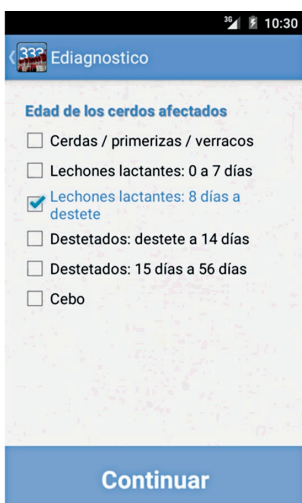 36 10:30
333 Ediagnostico
Edad de los cerdos afectados
Cerdas / primerizas / verracos
Lechones lactantes: 0 a 7 días
Lechones lactantes: 8 días a
destete
Destetados: destete a 14 días
Destetados: 15 días a 56 días
Cebo
Continuar